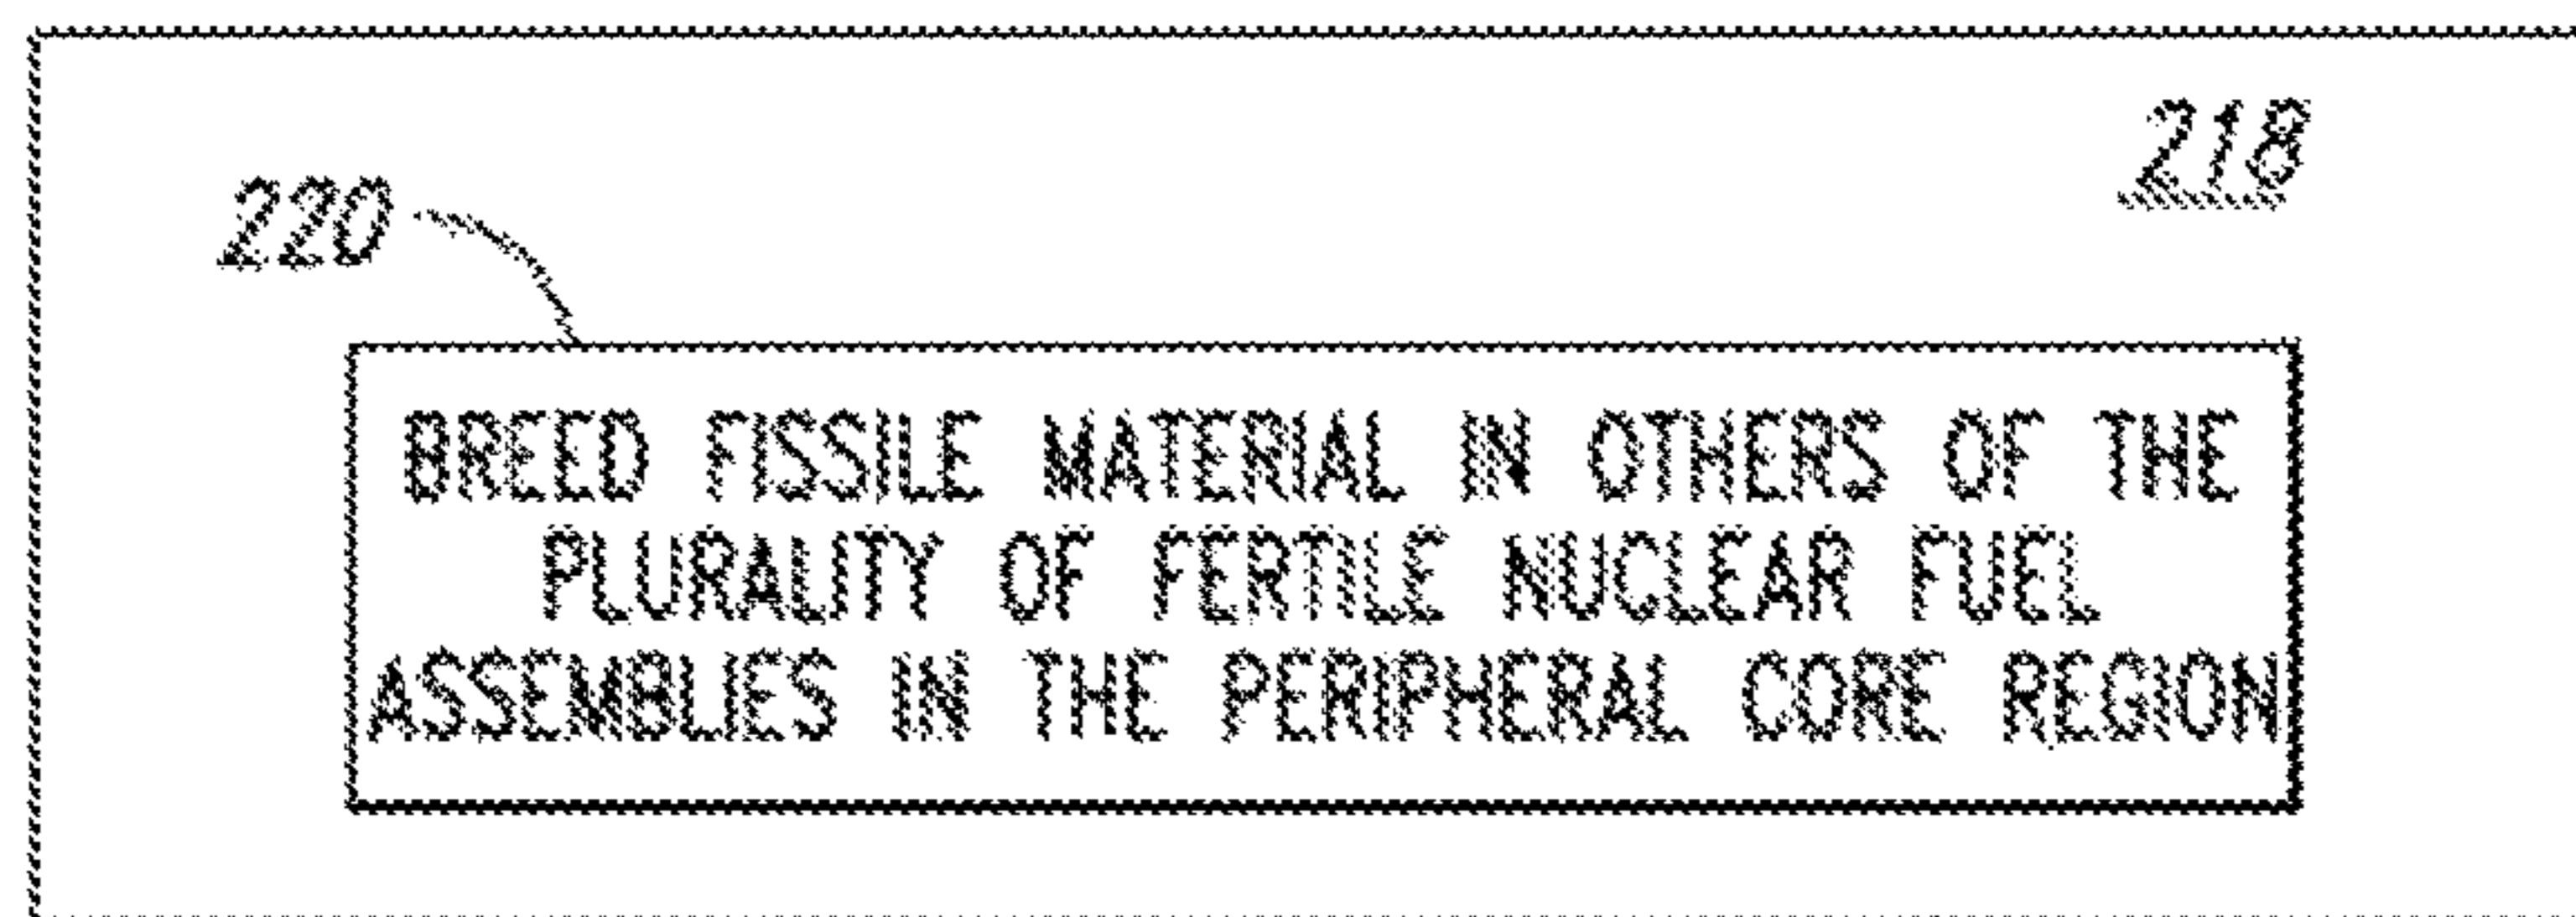 218
220
BREED FISSILE MATERIAL IN OTHERS OF THE
PLURALITY OF FERTILE NUCLEAR FUEL
ASSEMBLIES IN THE PERIPHERAL CORE REGION